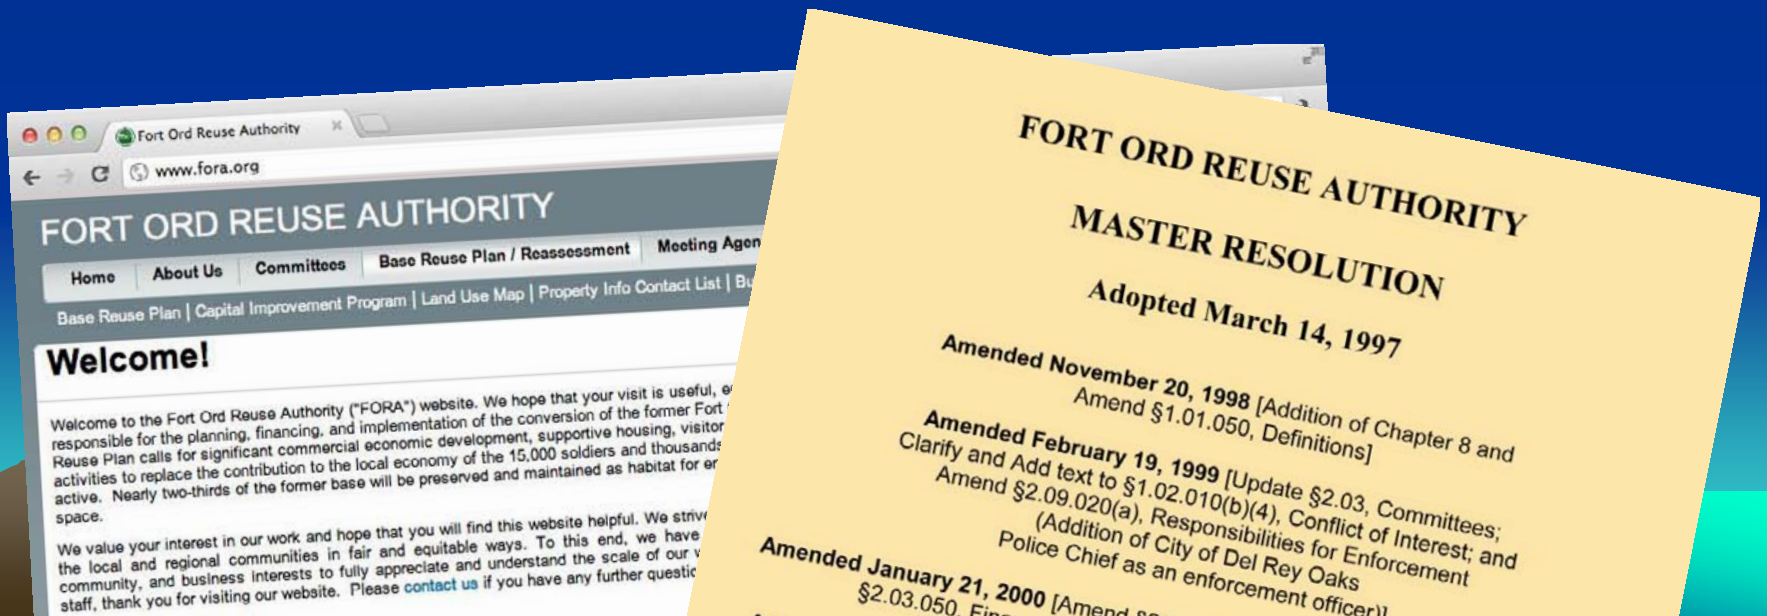 Fort Ord Reuse Authority
www.fora.org
FORT ORD REUSE AUTHORITY
Home About Us Committees Base Reuse Plan / Reassessment Meeting Agen
Base Reuse Plan | Capital Improvement Program | Land Use Map | Property Info Contact List | Bu
Welcome!
Welcome to the Fort Ord Reuse Authority ("FORA") website. We hope that your visit is useful,
responsible for the planning, financing, and implementation of the conversion of the former Fort
Reuse Plan calls for significant commercial economic development, supportive housing, visitor
activities to replace the contribution to the local economy of the 15,000 soldiers and thousands
active. Nearly two-thirds of the former base will be preserved and maintained as habitat for
space.
We value your interest in our work and hope that you will find this website helpful. We strive
the local and regional communities in fair and equitable ways. To this end, we have
community, and business interests to fully appreciate and understand the scale of our
staff, thank you for visiting our website. Please contact us if you have any further questio
FORT ORD REUSE AUTHORITY
MASTER RESOLUTION
Adopted March 14, 1997
Amended November 20, 1998 [Addition of Chapter 8 and
Amend §1.01.050, Definitions]
Amended February 19, 1999 [Update §2.03, Committees;
Clarify and Add text to §1.02.010(b)(4), Conflict of Interest; and
Amend §2.09.020(a), Responsibilities for Enforcement
(Addition of City of Del Rey Oaks
Police Chief as an enforcement officer)]
Amended January 21, 2000 [Amend
§2.03.050,